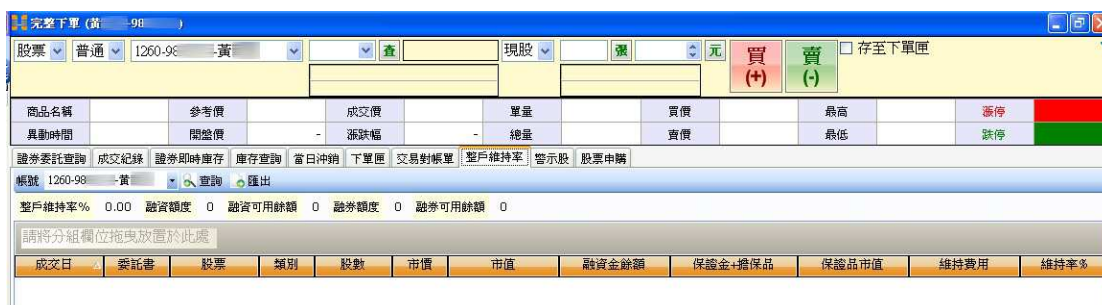 完整下單 (黃 -98 )
股票 普通 1260-98 -黃 查 現股 張 元 買 (+) 賣 (-) 存至下單匣
商品名稱 參考價 成交價 單量 買價 最高 漲停
異動時間 開盤價 - 漲跌幅 - 總量 賣價 最低 跌停
證券委託查詢 成交紀錄 證券即時庫存 庫存查詢 當日沖銷 下單匣 交易對帳單 整戶維持率 警示股 股票申購
帳號 1260-98 -黃 查詢 匯出
整戶維持率% 0.00 融資額度 0 融資可用餘額 0 融券額度 0 融券可用餘額 0
請將分組欄位拖曳放置於此處
成交日 委託書 股票 類別 股數 市價 市值 融資金餘額 保證金+擔保品 保證品市值 維持費用 維持率%